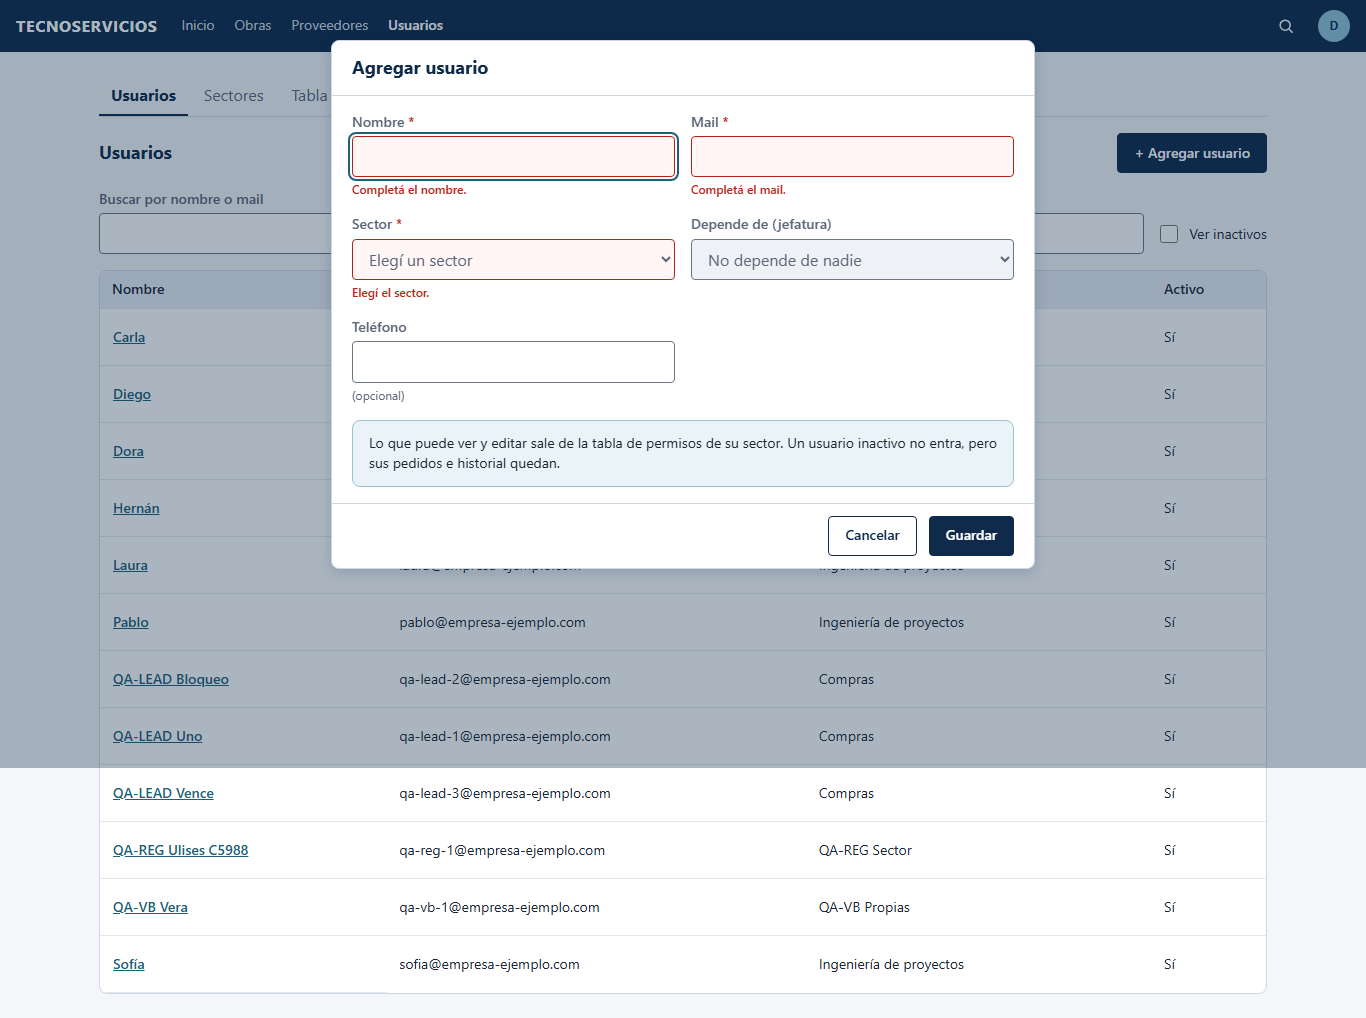 TECNOSERVICIOS Inicio Obras Proveedores Usuarios D
Agregar usuario
Usuarios Sectores Tabla
Nombre * Mail *
Usuarios + Agregar usuario
Completá el nombre. Completá el mail.
Buscar por nombre o mail
Sector * Depende de (jefatura)
Ver inactivos
Elegí un sector No depende de nadie
Nombre Activo
Elegí el sector.
Teléfono
Carla Sí
(opcional)
Diego Sí
Lo que puede ver y editar sale de la tabla de permisos de su sector. Un usuario inactivo no entra, pero
sus pedidos e historial quedan.
Dora Sí
Hernán Sí
Cancelar Guardar
Laura Sí
Pablo pablo@empresa-ejemplo.com Ingeniería de proyectos Sí
QA-LEAD Bloqueo qa-lead-2@empresa-ejemplo.com Compras Sí
QA-LEAD Uno qa-lead-1@empresa-ejemplo.com Compras Sí
QA-LEAD Vence qa-lead-3@empresa-ejemplo.com Compras Sí
QA-REG Ulises C5988 qa-reg-1@empresa-ejemplo.com QA-REG Sector Sí
QA-VB Vera qa-vb-1@empresa-ejemplo.com QA-VB Propias Sí
Sofía sofia@empresa-ejemplo.com Ingeniería de proyectos Sí